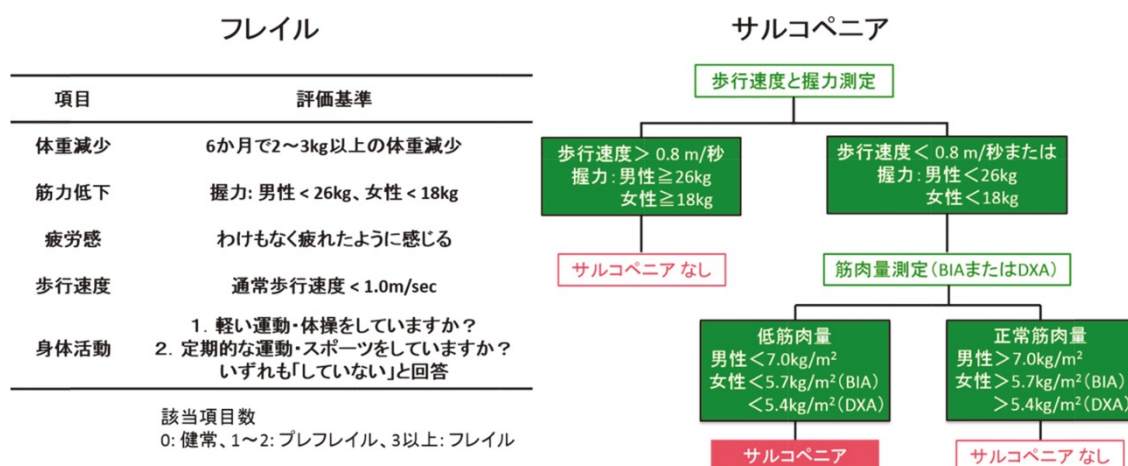 フレイル
項目 評価基準
体重減少 6か月で2～3kg以上の体重減少
筋力低下 握力: 男性＜26kg、女性＜18kg
疲労感 わけもなく疲れたように感じる
歩行速度 通常歩行速度＜1.0m/sec
身体活動
1. 軽い運動・体操をしていますか？
2. 定期的な運動・スポーツをしていますか？
いずれも「していない」と回答
該当項目数
0: 健常、1～2: プレフレイル、3以上: フレイル
サルコペニア
歩行速度と握力測定
歩行速度＞0.8 m/秒
握力：男性≧26kg
女性≧18kg
歩行速度＜0.8 m/秒または
握力：男性＜26kg
女性＜18kg
サルコペニア なし
筋肉量測定（BIAまたはDXA）
低筋肉量
男性＜7.0kg/m²
女性＜5.7kg/m²（BIA）
＜5.4kg/m²（DXA）
正常筋肉量
男性＞7.0kg/m²
女性＞5.7kg/m²（BIA）
＞5.4kg/m²（DXA）
サルコペニア
サルコペニア なし